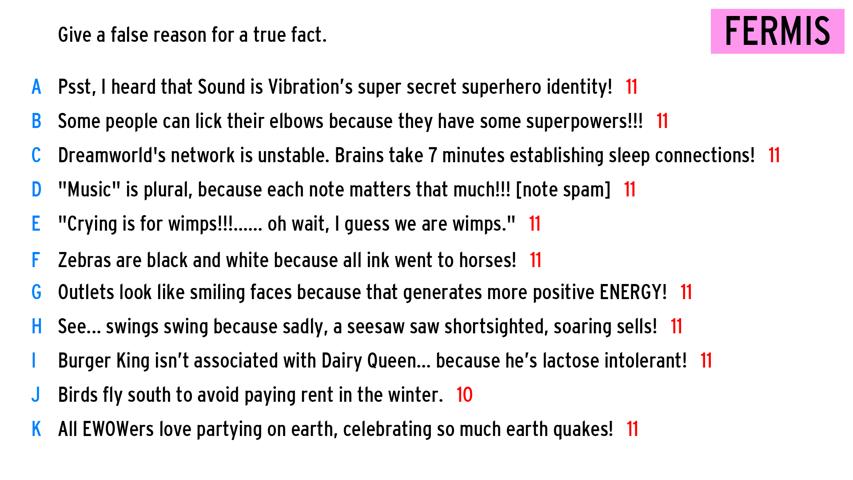 Give a false reason for a true fact.
FERMIS
A Psst, I heard that Sound is Vibration's super secret superhero identity! 11
B Some people can lick their elbows because they have some superpowers!!! 11
C Dreamworld's network is unstable. Brains take 7 minutes establishing sleep connections! 11
D "Music" is plural, because each note matters that much!!! [note spam] 11
E "Crying is for wimps!!!...... oh wait, I guess we are wimps." 11
F Zebras are black and white because all ink went to horses! 11
G Outlets look like smiling faces because that generates more positive ENERGY! 11
H See... swings swing because sadly, a seesaw saw shortsighted, soaring sells! 11
I Burger King isn't associated with Dairy Queen... because he's lactose intolerant! 11
J Birds fly south to avoid paying rent in the winter. 10
K All EWOWers love partying on earth, celebrating so much earth quakes! 11